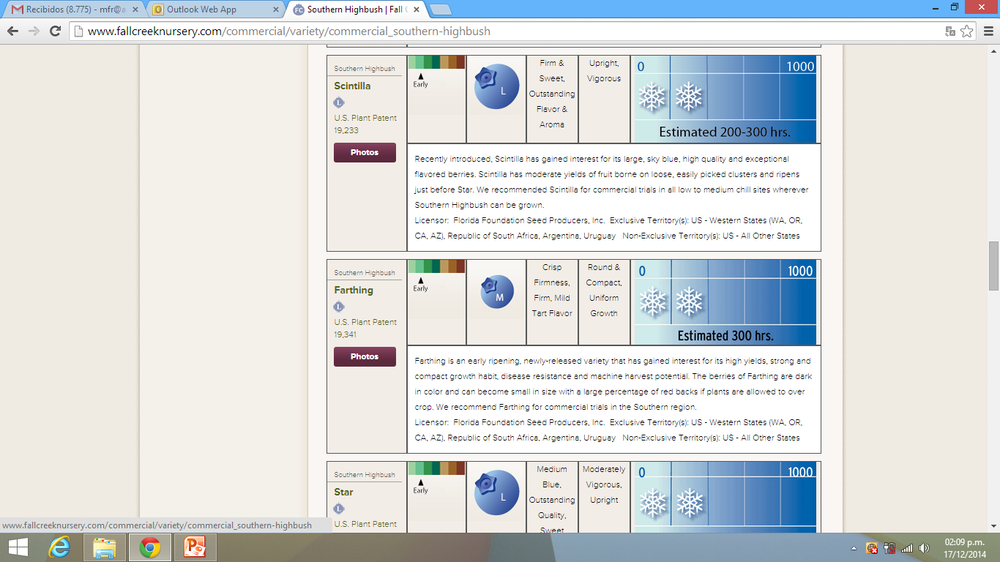 Recibidos (8.775) - mfr@a
Outlook Web App
Southern Highbush | Fall C
www.fallcreeknursery.com/commercial/variety/commercial_southern-highbush
Southern Highbush
Scintilla
L
U.S. Plant Patent
19,233
Photos
Early
L
Firm &
Sweet,
Outstanding
Flavor &
Aroma
Upright,
Vigorous
0 1000
Estimated 200-300 hrs.
Recently introduced, Scintilla has gained interest for its large, sky blue, high quality and exceptional
flavored berries. Scintilla has moderate yields of fruit borne on loose, easily picked clusters and ripens
just before Star. We recommended Scintilla for commercial trials in all low to medium chill sites wherever
Southern Highbush can be grown.
Licensor: Florida Foundation Seed Producers, Inc. Exclusive Territory(s): US - Western States (WA, OR,
CA, AZ), Republic of South Africa, Argentina, Uruguay Non-Exclusive Territory(s): US - All Other States
Southern Highbush
Farthing
L
U.S. Plant Patent
19,341
Photos
Early
M
Crisp
Firmness,
Firm, Mild
Tart Flavor
Round &
Compact,
Uniform
Growth
0 1000
Estimated 300 hrs.
Farthing is an early ripening, newly-released variety that has gained interest for its high yields, strong and
compact growth habit, disease resistance and machine harvest potential. The berries of Farthing are dark
in color and can become small in size with a large percentage of red backs if plants are allowed to over
crop. We recommend Farthing for commercial trials in the Southern region.
Licensor: Florida Foundation Seed Producers, Inc. Exclusive Territory(s): US - Western States (WA, OR,
CA, AZ), Republic of South Africa, Argentina, Uruguay Non-Exclusive Territory(s): US - All Other States
Southern Highbush
Star
L
U.S. Plant Patent
Early
L
Medium
Blue,
Outstanding
Quality,
Sweet
Moderately
Vigorous,
Upright
0 1000
www.fallcreeknursery.com/commercial/variety/commercial_southern-highbush
02:09 p.m.
17/12/2014